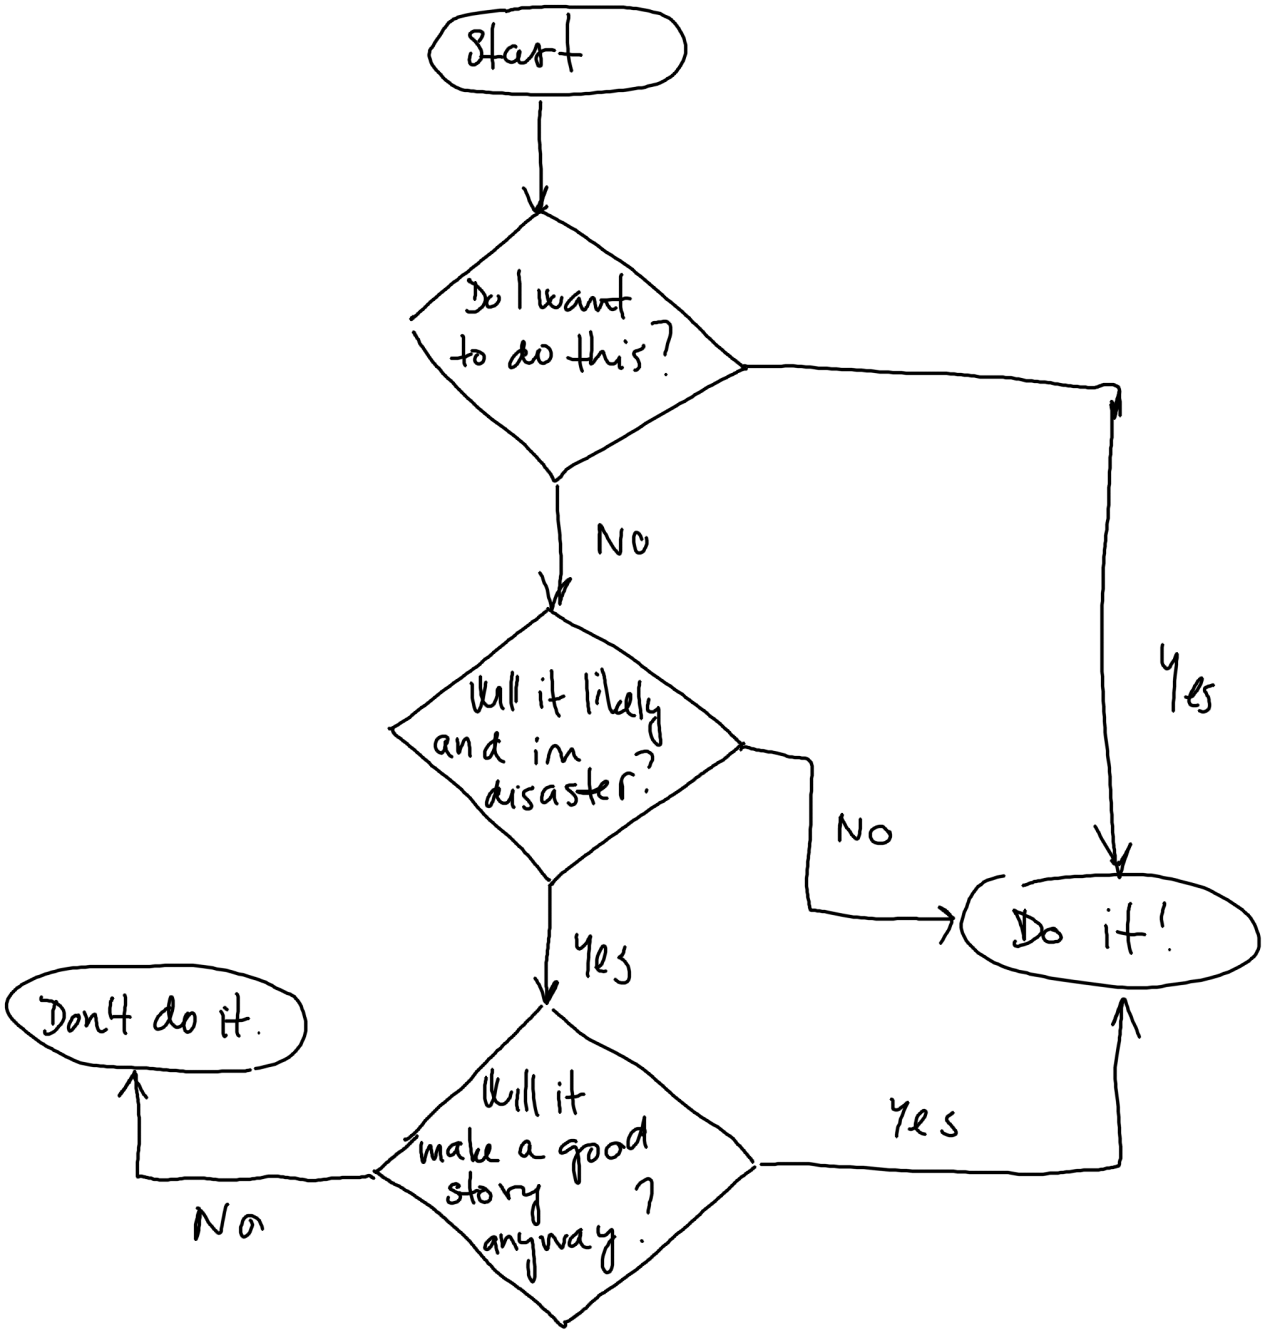 Start
Do I want
to do this?
NO
Yes
Will it likely
and in
disaster?
NO
Do it!
Yes
Don't do it.
Will it
make a good
story
anyway?
Yes
No